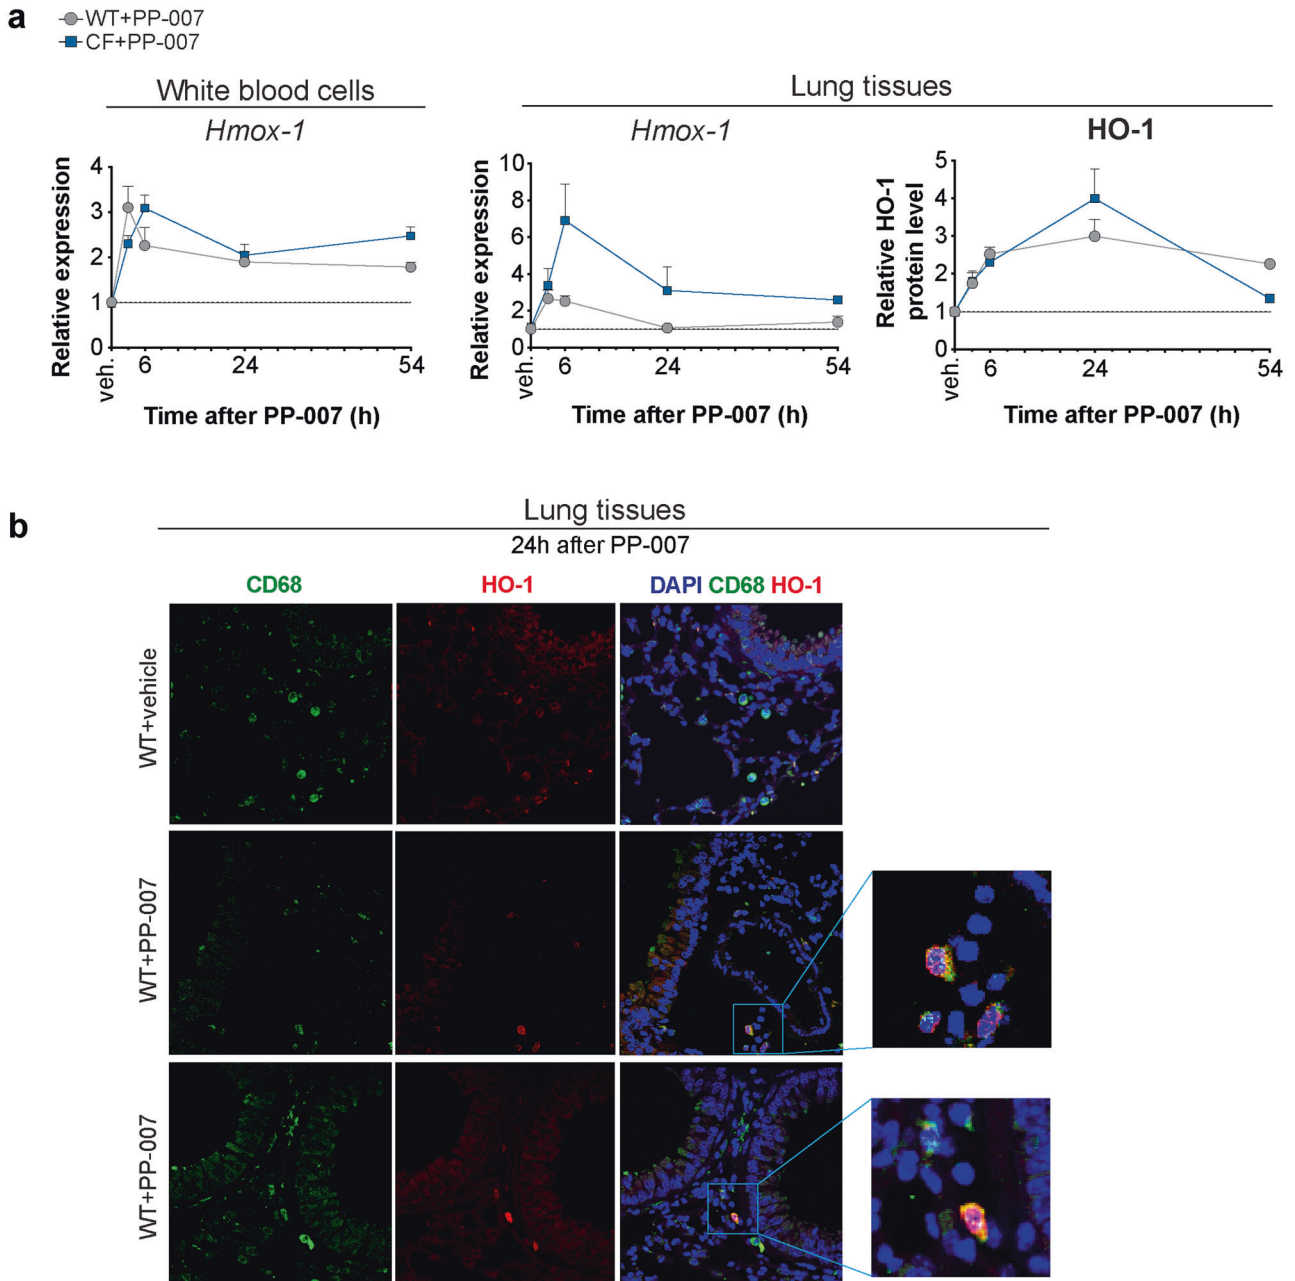 a
WT+PP-007
CF+PP-007
White blood cells
Hmox-1
Relative expression
4
3
2
1
0
veh.
6
24
54
Time after PP-007 (h)
Lung tissues
Hmox-1
Relative expression
10
8
6
4
2
0
veh.
6
24
54
Time after PP-007 (h)
HO-1
Relative HO-1
protein level
5
4
3
2
1
0
veh.
6
24
54
Time after PP-007 (h)
b
Lung tissues
24h after PP-007
CD68
HO-1
DAPI CD68 HO-1
WT+vehicle
WT+PP-007
WT+PP-007